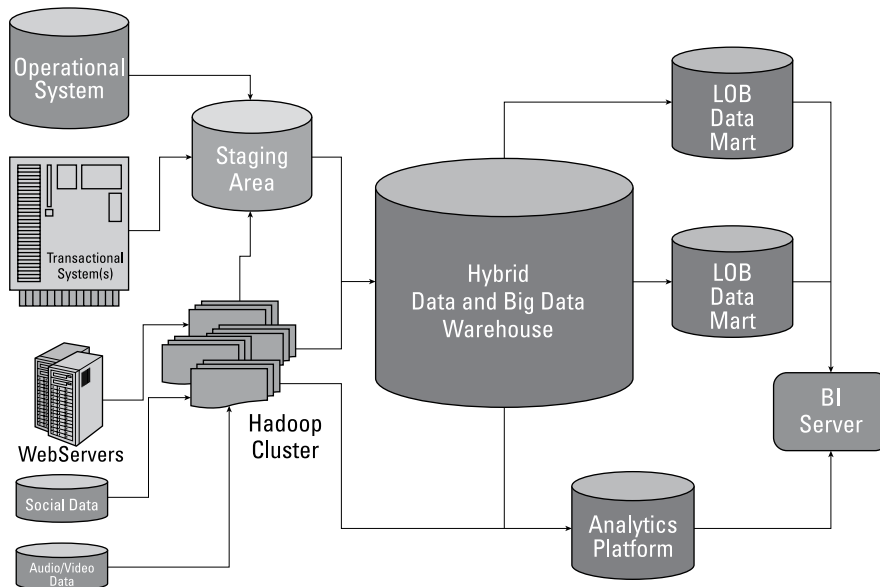 Operational
System
Staging
Area
Transactional
System(s)
WebServers
Social Data
Audio/Video
Data
Hadoop
Cluster
Hybrid
Data and Big Data
Warehouse
LOB
Data
Mart
LOB
Data
Mart
BI
Server
Analytics
Platform